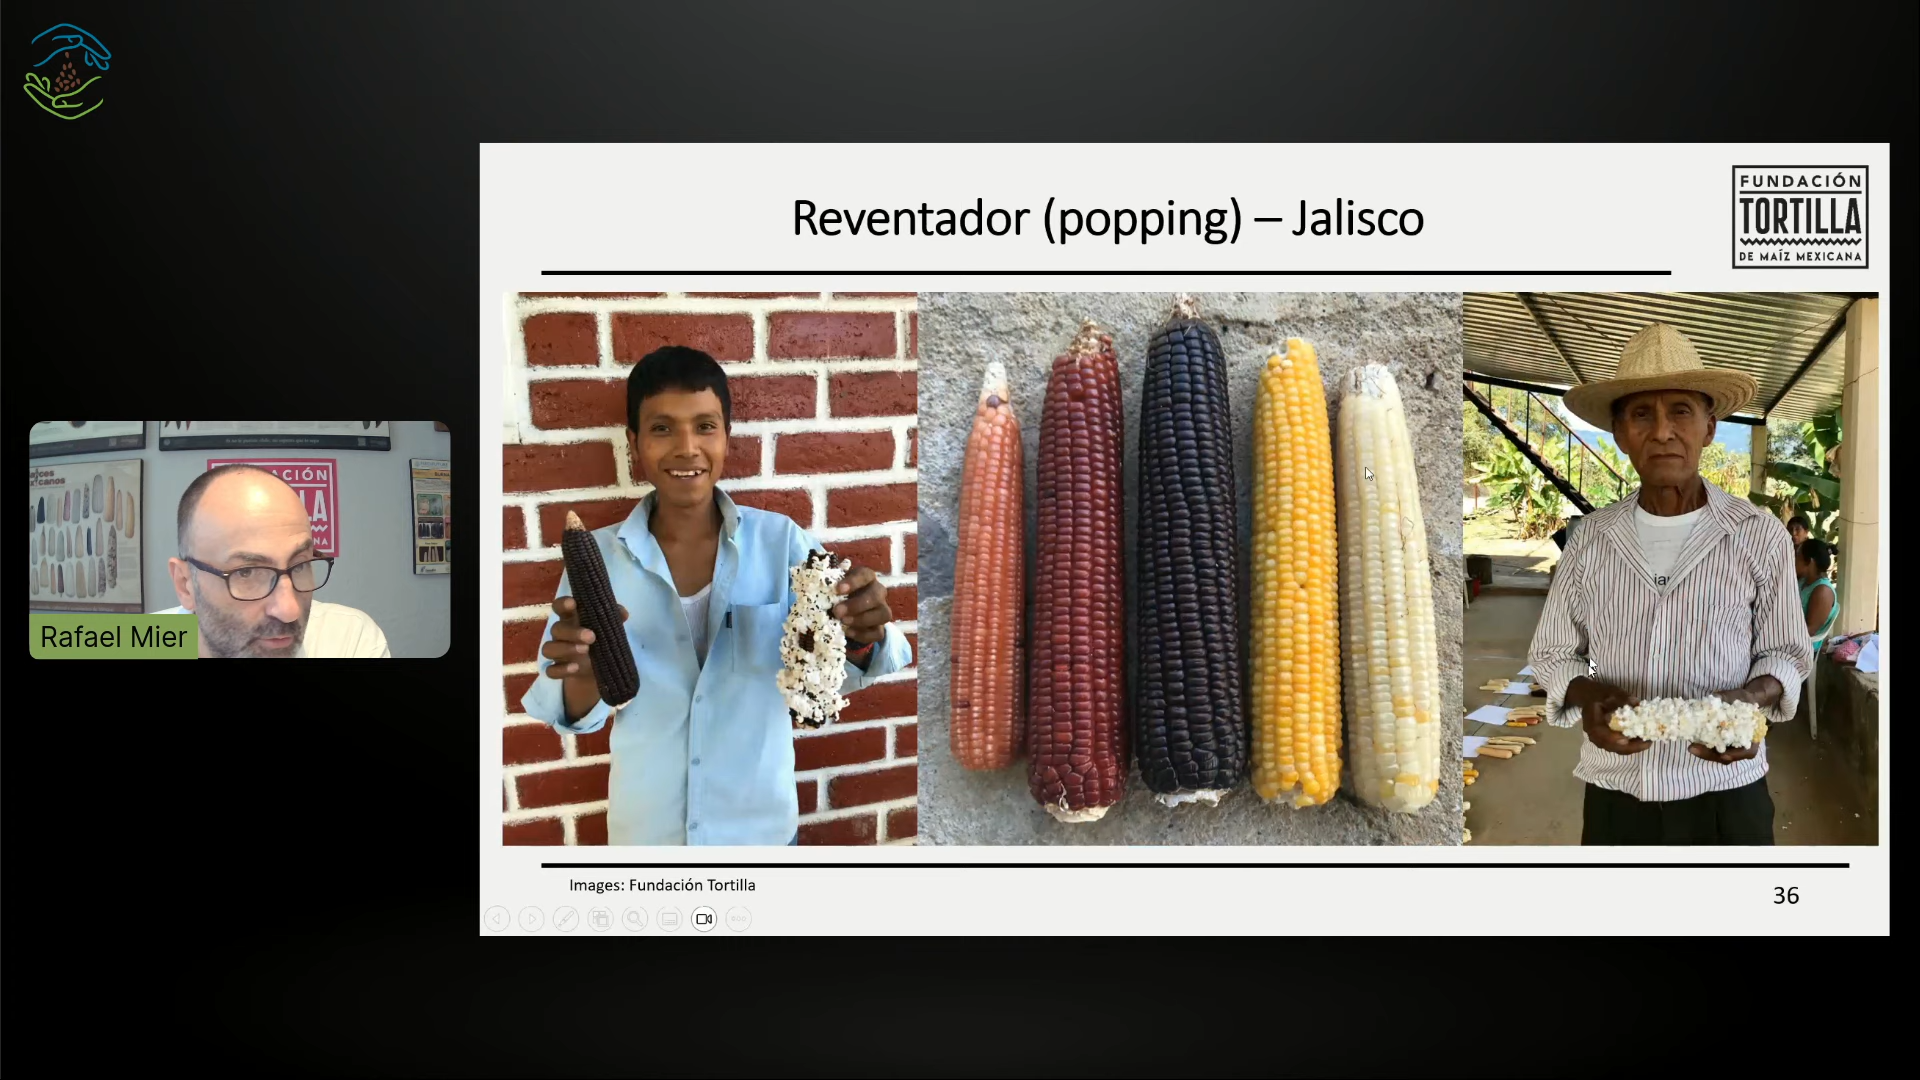 Reventador (popping) – Jalisco
FUNDACIÓN
TORTILLA
DE MAÍZ MEXICANA
Rafael Mier
Images: Fundación Tortilla
36